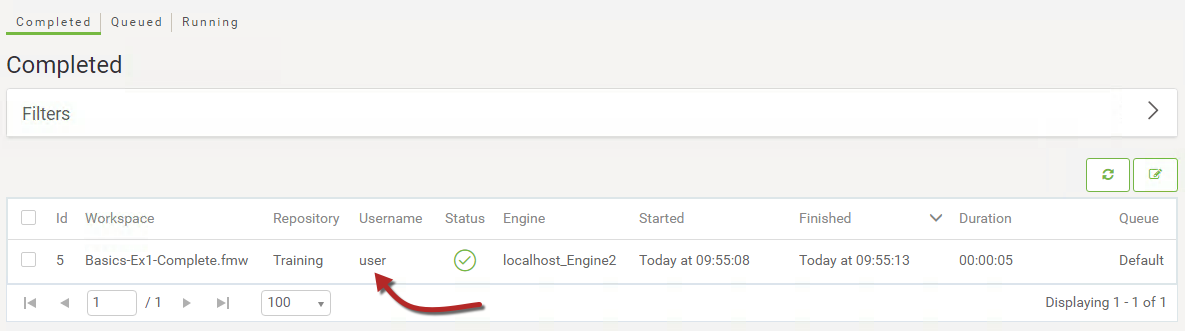 Completed Queued Running
Completed
Filters
Id Workspace Repository Username Status Engine Started Finished Duration Queue
5 Basics-Ex1-Complete.fmw Training user localhost_Engine2 Today at 09:55:08 Today at 09:55:13 00:00:05 Default
1 / 1 100 Displaying 1 - 1 of 1